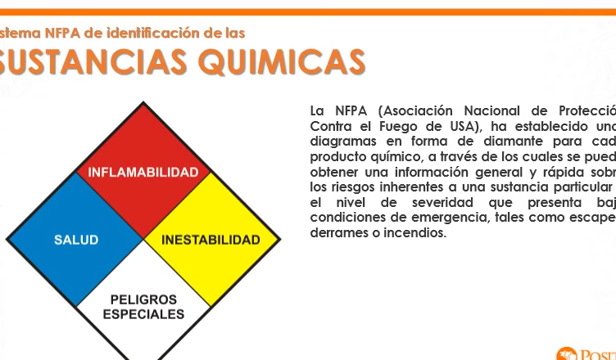 stema NFPA de identificación de las
SUSTANCIAS QUIMICAS
La NFPA (Asociación Nacional de Protecció
Contra el Fuego de USA), ha establecido uno
diagramas en forma de diamante para cad
producto químico, a través de los cuales se pued
obtener una información general y rápida sobr
los riesgos inherentes a una sustancia particular
el nivel de severidad que presenta baj
condiciones de emergencia, tales como escape
derrames o incendios.
INFLAMABILIDAD
SALUD
INESTABILIDAD
PELIGROS
ESPECIALES
POSI